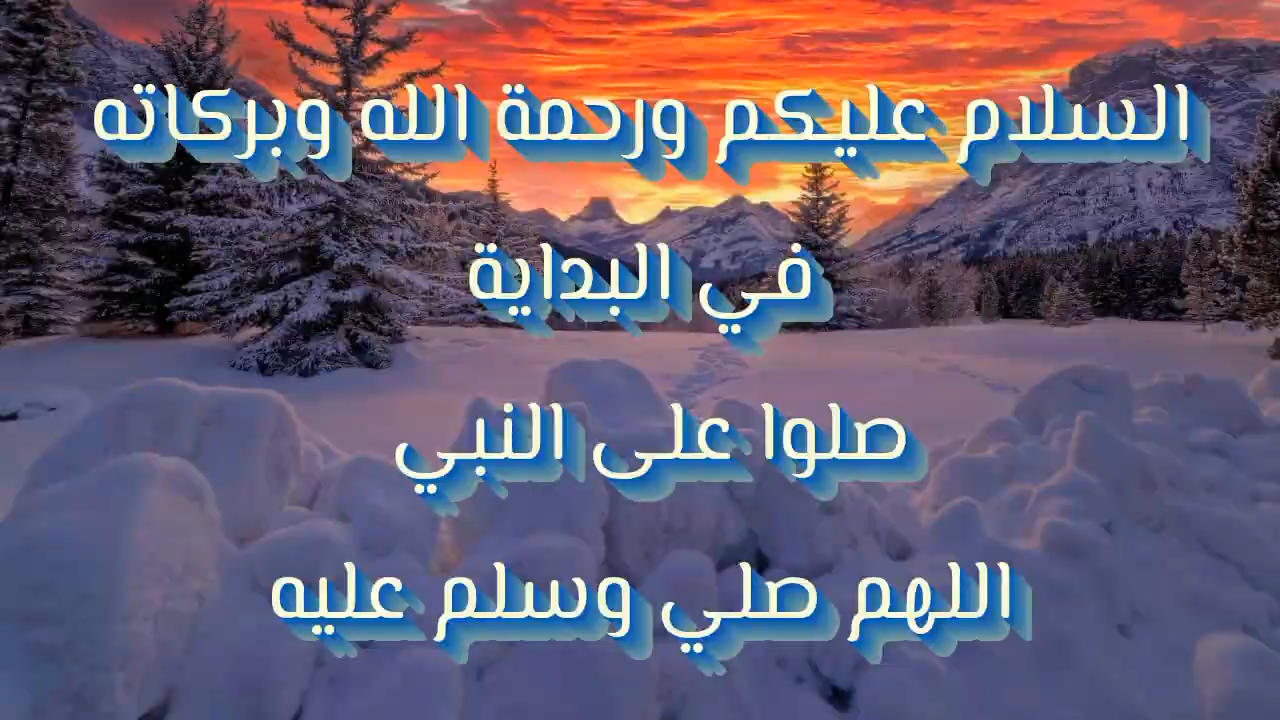 السلام عليكم ورحمة الله وبركاته
في البداية
صلوا على النبي
اللهم صلي وسلم عليه